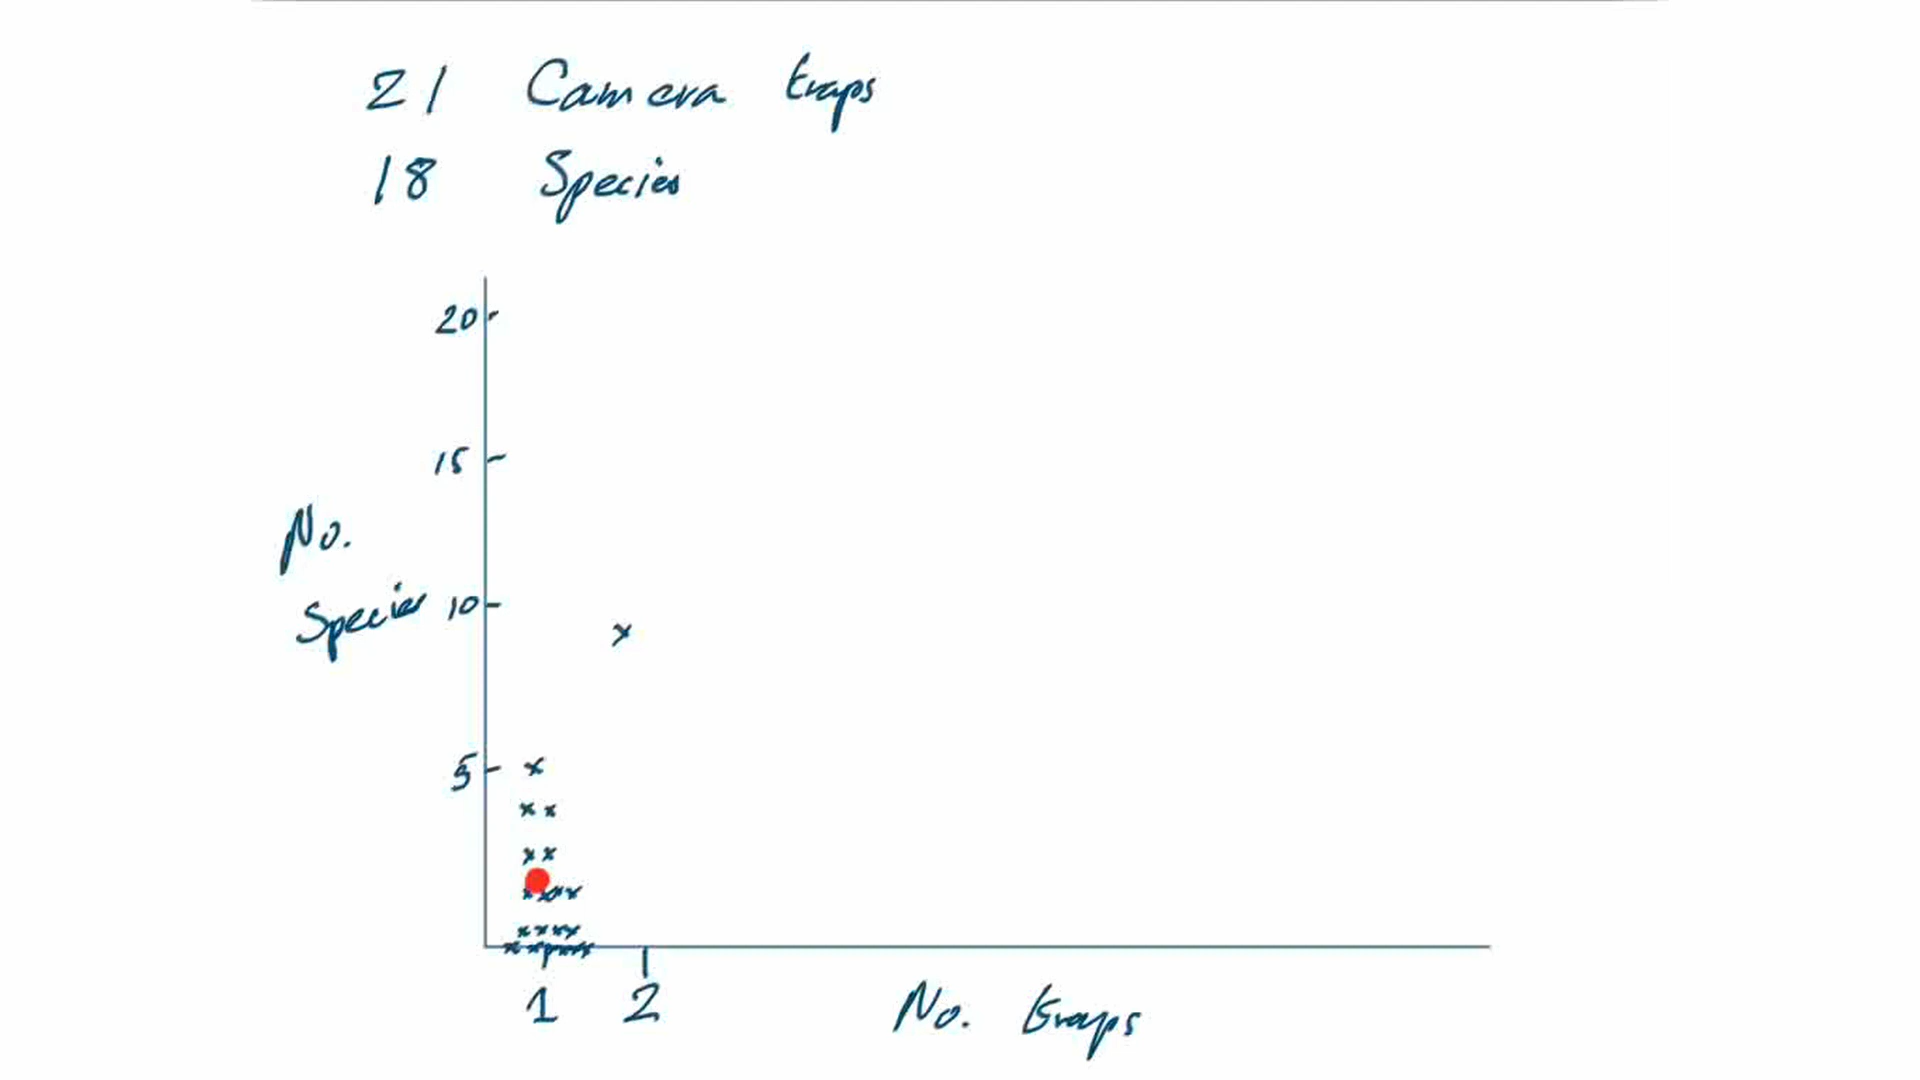 21 Camera traps
18 Species
20
15
No.
Species
10
5
1 2
No. traps